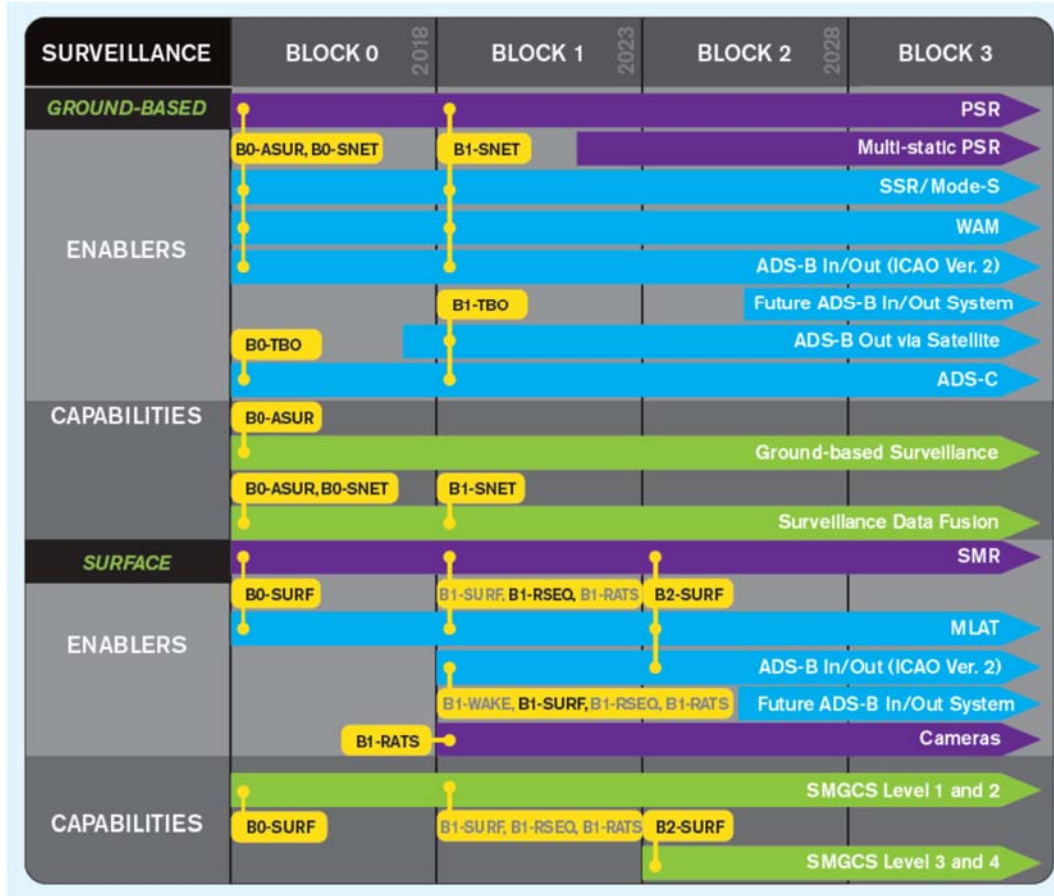 SURVEILLANCE BLOCK 0 2018 BLOCK 1 2023 BLOCK 2 2028 BLOCK 3
GROUND-BASED PSR
B0-ASUR, B0-SNET B1-SNET Multi-static PSR
SSR/Mode-S
WAM
ENABLERS
ADS-B In/Out (ICAO Ver. 2)
B1-TBO Future ADS-B In/Out System
B0-TBO ADS-B Out via Satellite
ADS-C
CAPABILITIES B0-ASUR
Ground-based Surveillance
B0-ASUR, B0-SNET B1-SNET
Surveillance Data Fusion
SURFACE SMR
B0-SURF B1-SURF, B1-RSEQ, B1-RATS B2-SURF
MLAT
ENABLERS
ADS-B In/Out (ICAO Ver. 2)
B1-WAKE, B1-SURF, B1-RSEQ, B1-RATS Future ADS-B In/Out System
B1-RATS Cameras
SMGCS Level 1 and 2
CAPABILITIES B0-SURF B1-SURF, B1-RSEQ, B1-RATS B2-SURF
SMGCS Level 3 and 4